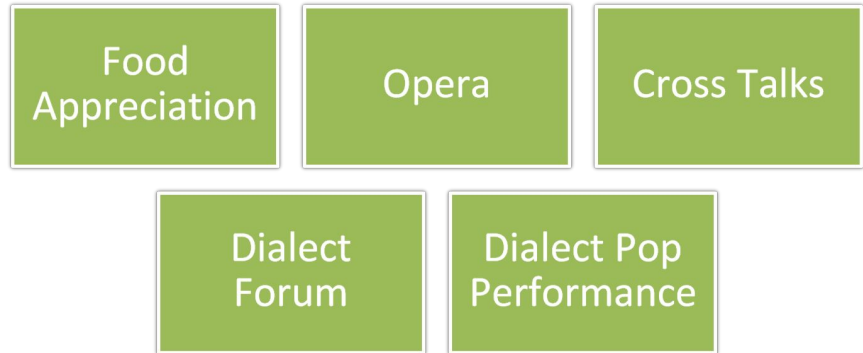 Food
Appreciation
Opera
Cross Talks
Dialect
Forum
Dialect Pop
Performance